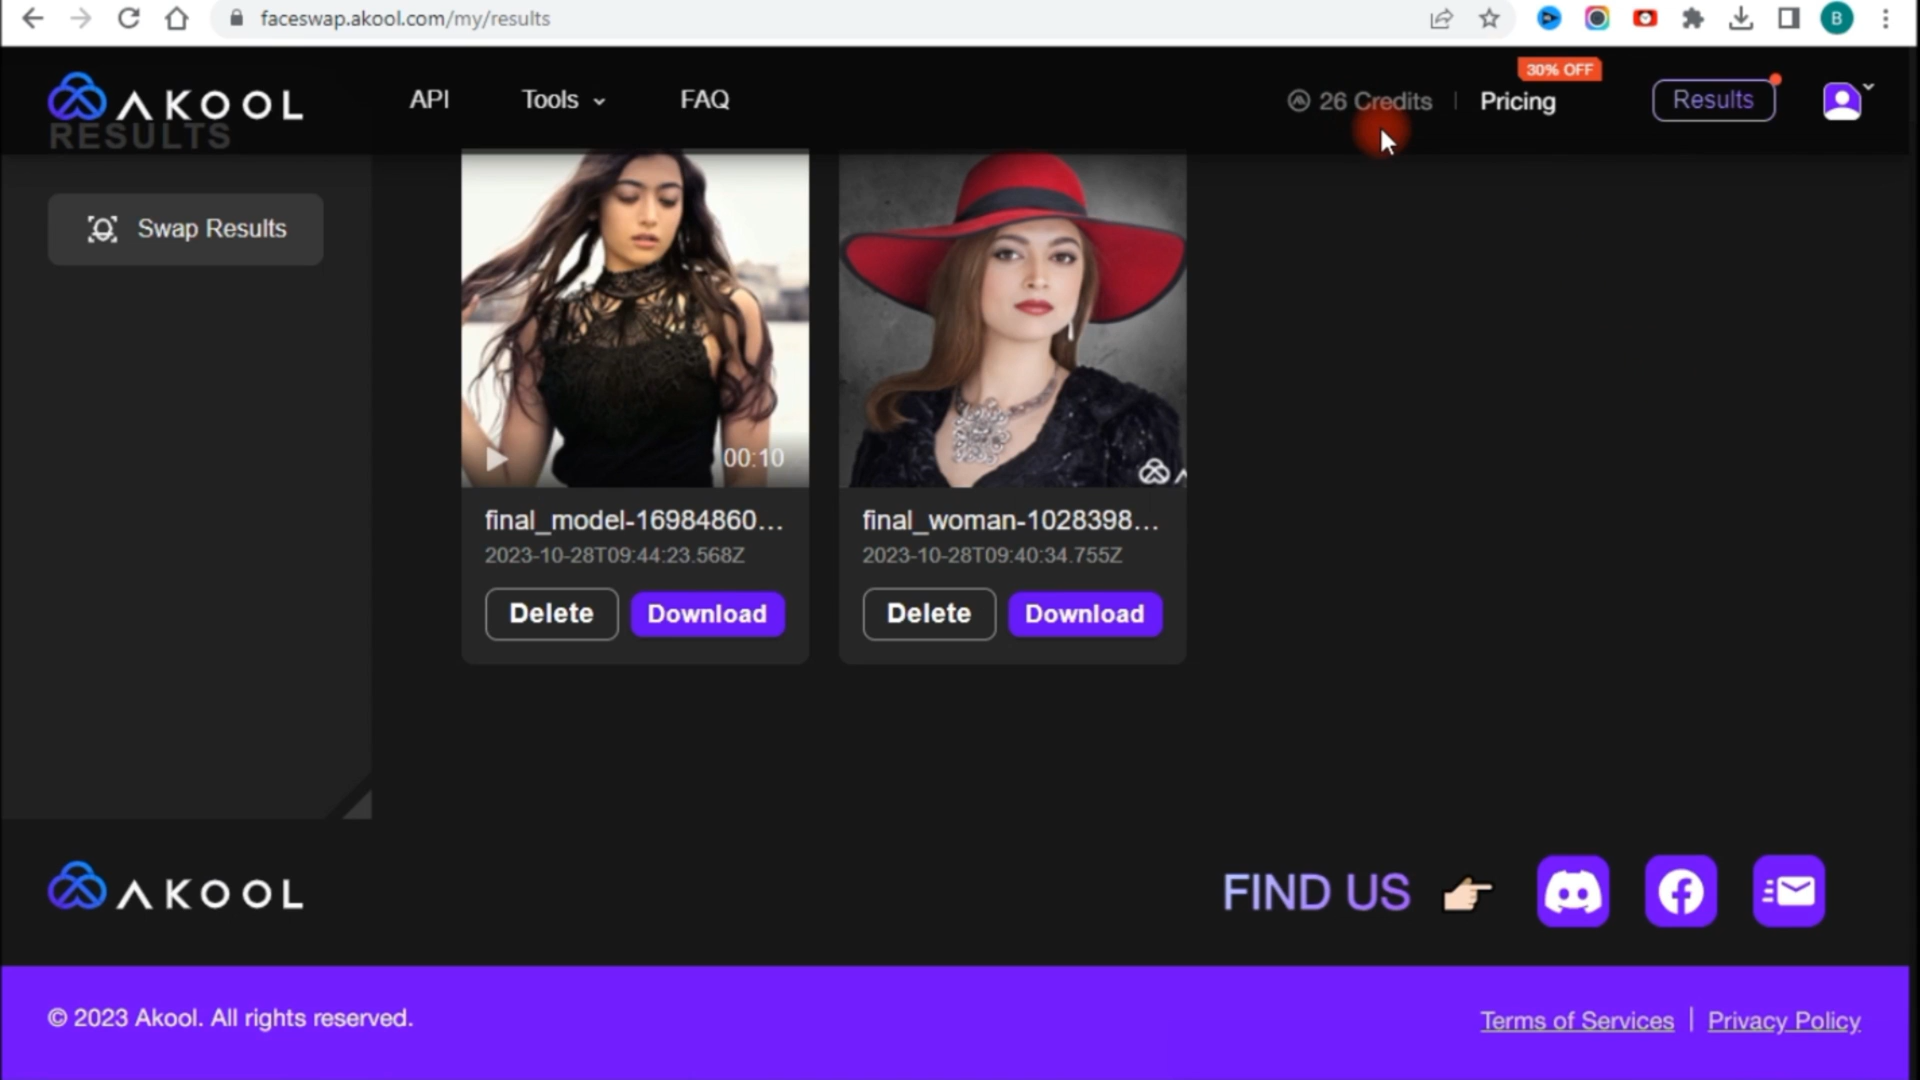 faceswap.akool.com/my/results
B
AKOOL
API
Tools
FAQ
26 Credits
30% OFF
Pricing
Results
RESULTS
Swap Results
00:10
final_model-16984860...
2023-10-28T09:44:23.568Z
Delete
Download
final_woman-1028398...
2023-10-28T09:40:34.755Z
Delete
Download
AKOOL
FIND US
© 2023 Akool. All rights reserved.
Terms of Services | Privacy Policy